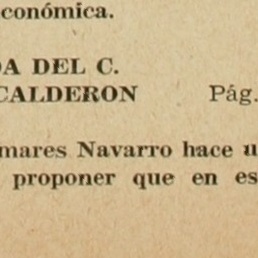 conómica.
DA DEL C.
CALDERON Pág.
mares Navarro hace u
proponer que en es